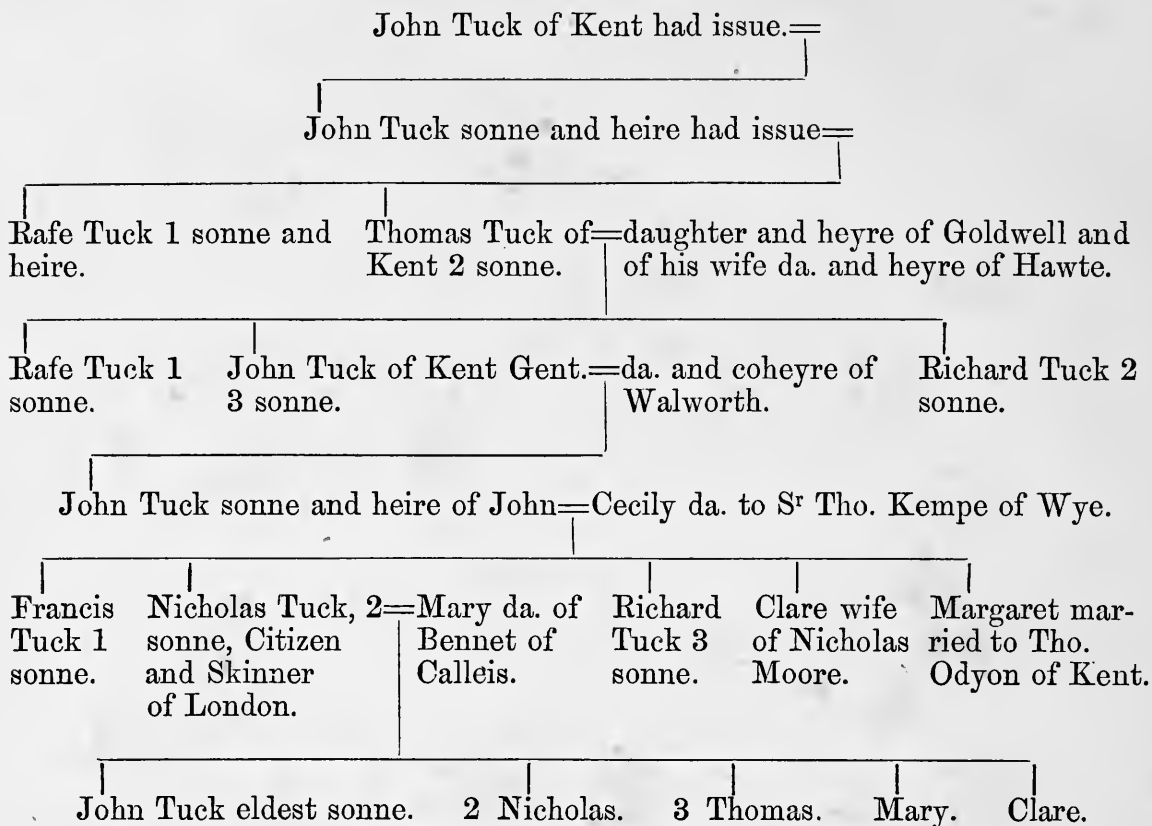 John Tuck of Kent had issue.=
John Tuck sonne and heire had issue=
Rafe Tuck 1 sonne and
heire.
Thomas Tuck of=daughter and heyre of Goldwell and
Kent 2 sonne. of his wife da. and heyre of Hawte.
Rafe Tuck 1
sonne.
John Tuck of Kent Gent.=da. and coheyre of
3 sonne. Walworth.
Richard Tuck 2
sonne.
John Tuck sonne and heire of John=Cecily da. to Sʳ Tho. Kempe of Wye.
Francis
Tuck 1
sonne.
Nicholas Tuck, 2=Mary da. of
sonne, Citizen Bennet of
and Skinner Calleis.
of London.
Richard
Tuck 3
sonne.
Clare wife
of Nicholas
Moore.
Margaret mar-
ried to Tho.
Odyon of Kent.
John Tuck eldest sonne. 2 Nicholas. 3 Thomas. Mary. Clare.